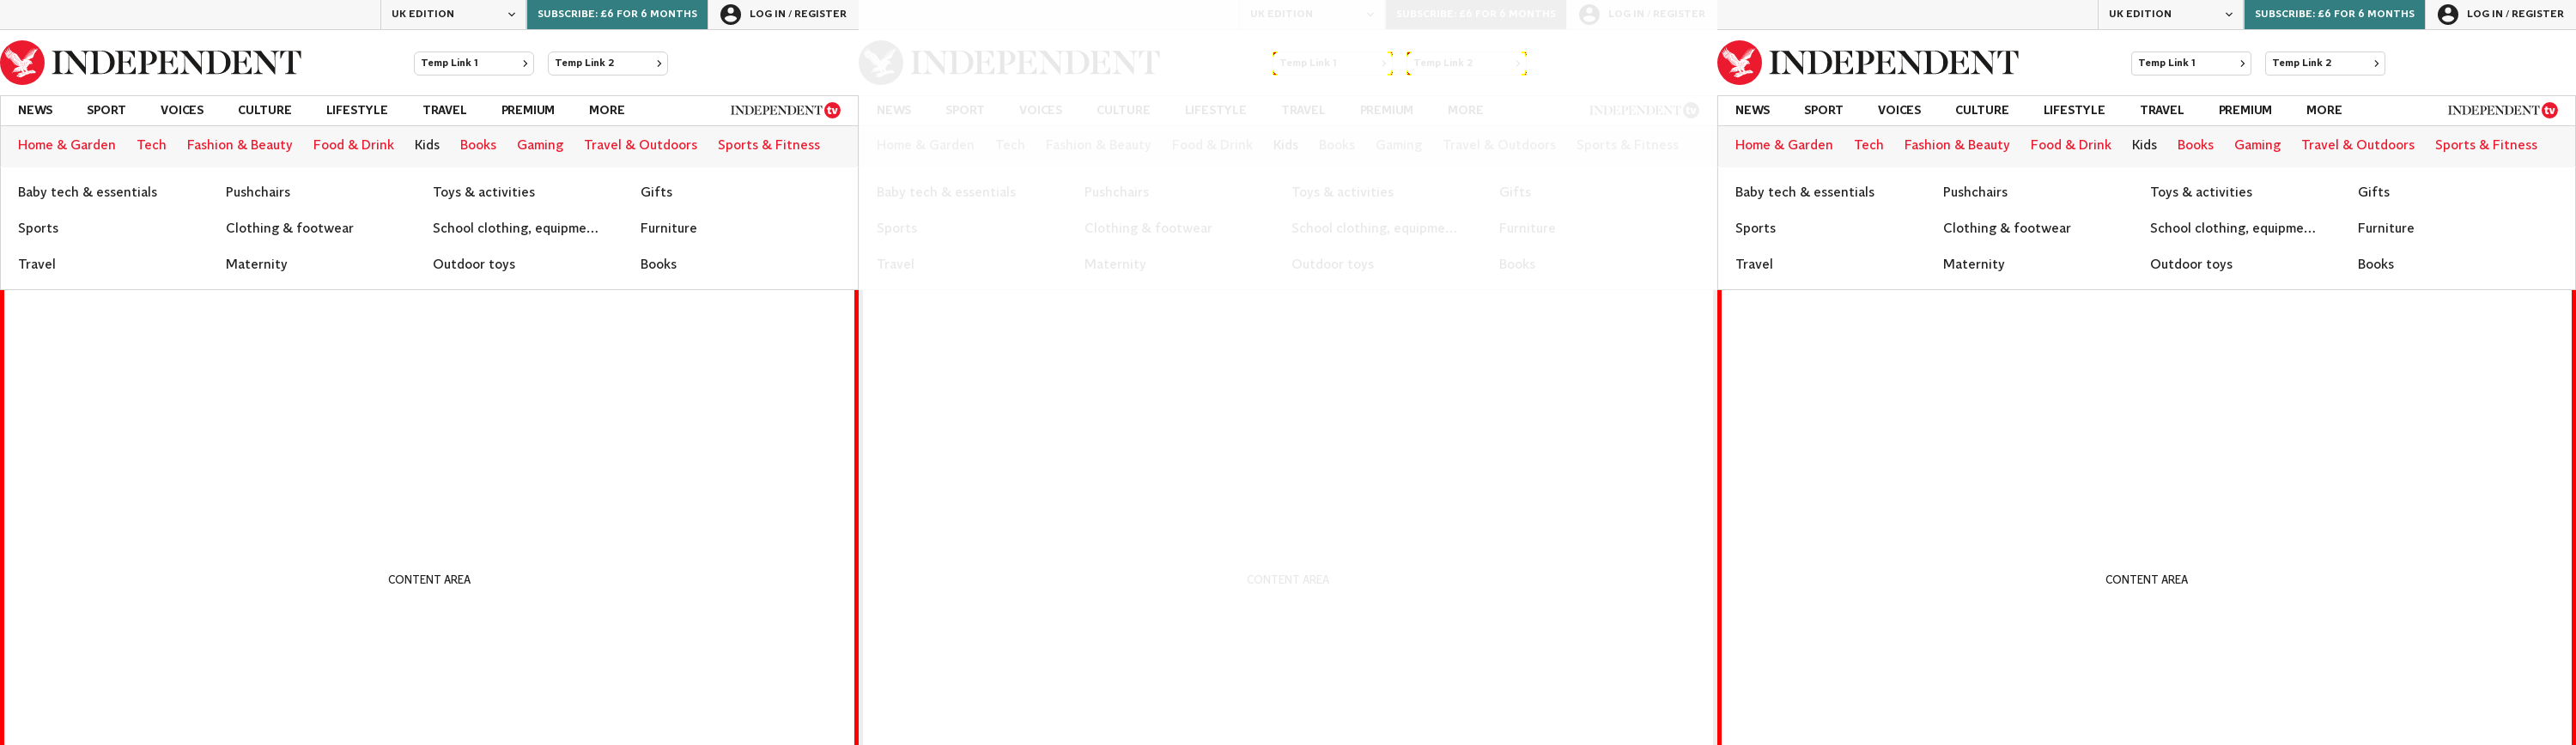 UK EDITION SUBSCRIBE: £6 FOR 6 MONTHS LOG IN / REGISTER
INDEPENDENT Temp Link 1 Temp Link 2
NEWS SPORT VOICES CULTURE LIFESTYLE TRAVEL PREMIUM MORE INDEPENDENT tv
Home & Garden Tech Fashion & Beauty Food & Drink Kids Books Gaming Travel & Outdoors Sports & Fitness
Baby tech & essentials Pushchairs Toys & activities Gifts
Sports Clothing & footwear School clothing, equipme... Furniture
Travel Maternity Outdoor toys Books
CONTENT AREA
UK EDITION SUBSCRIBE: £6 FOR 6 MONTHS LOG IN / REGISTER
INDEPENDENT Temp Link 1 Temp Link 2
NEWS SPORT VOICES CULTURE LIFESTYLE TRAVEL PREMIUM MORE INDEPENDENT tv
Home & Garden Tech Fashion & Beauty Food & Drink Kids Books Gaming Travel & Outdoors Sports & Fitness
Baby tech & essentials Pushchairs Toys & activities Gifts
Sports Clothing & footwear School clothing, equipme... Furniture
Travel Maternity Outdoor toys Books
CONTENT AREA
UK EDITION SUBSCRIBE: £6 FOR 6 MONTHS LOG IN / REGISTER
INDEPENDENT Temp Link 1 Temp Link 2
NEWS SPORT VOICES CULTURE LIFESTYLE TRAVEL PREMIUM MORE INDEPENDENT tv
Home & Garden Tech Fashion & Beauty Food & Drink Kids Books Gaming Travel & Outdoors Sports & Fitness
Baby tech & essentials Pushchairs Toys & activities Gifts
Sports Clothing & footwear School clothing, equipme... Furniture
Travel Maternity Outdoor toys Books
CONTENT AREA